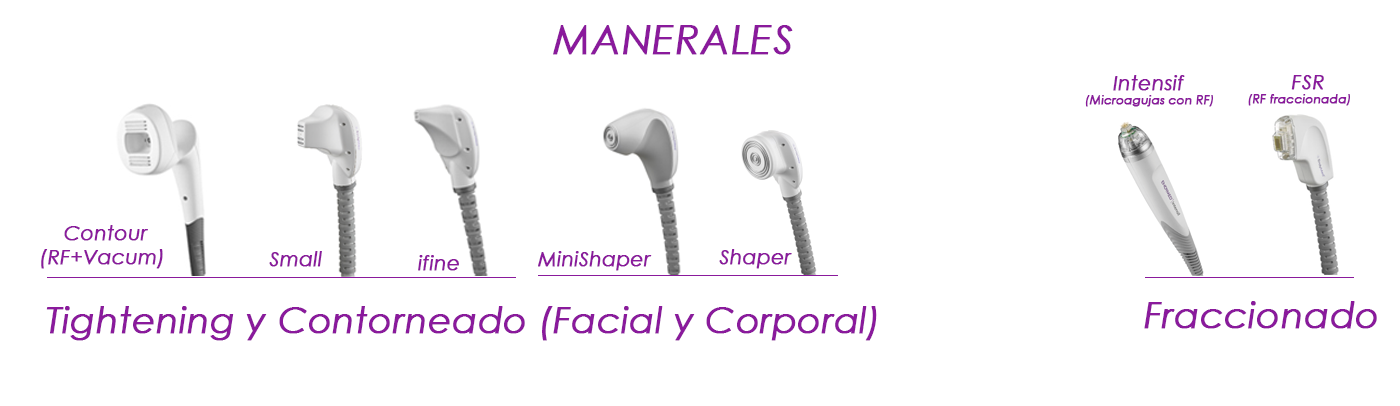 MANERALES
Contour
(RF+Vacum)
Small
ifine
MiniShaper
Shaper
Tightening y Contorneado (Facial y Corporal)
Intensif
(Microagujas con RF)
FSR
(RF fraccionada)
Fraccionado